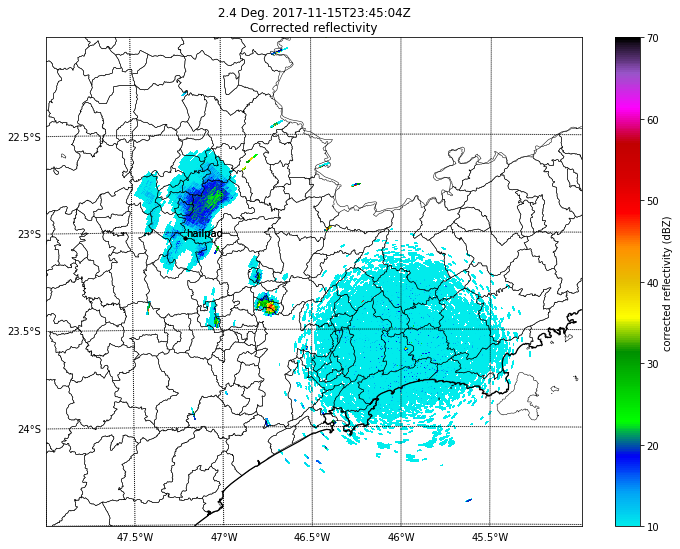 2.4 Deg. 2017-11-15T23:45:04Z
Corrected reflectivity
70
60
50
40
30
20
10
corrected reflectivity (dBZ)
22.5°S
23°S
23.5°S
24°S
hailpad
47.5°W
47°W
46.5°W
46°W
45.5°W